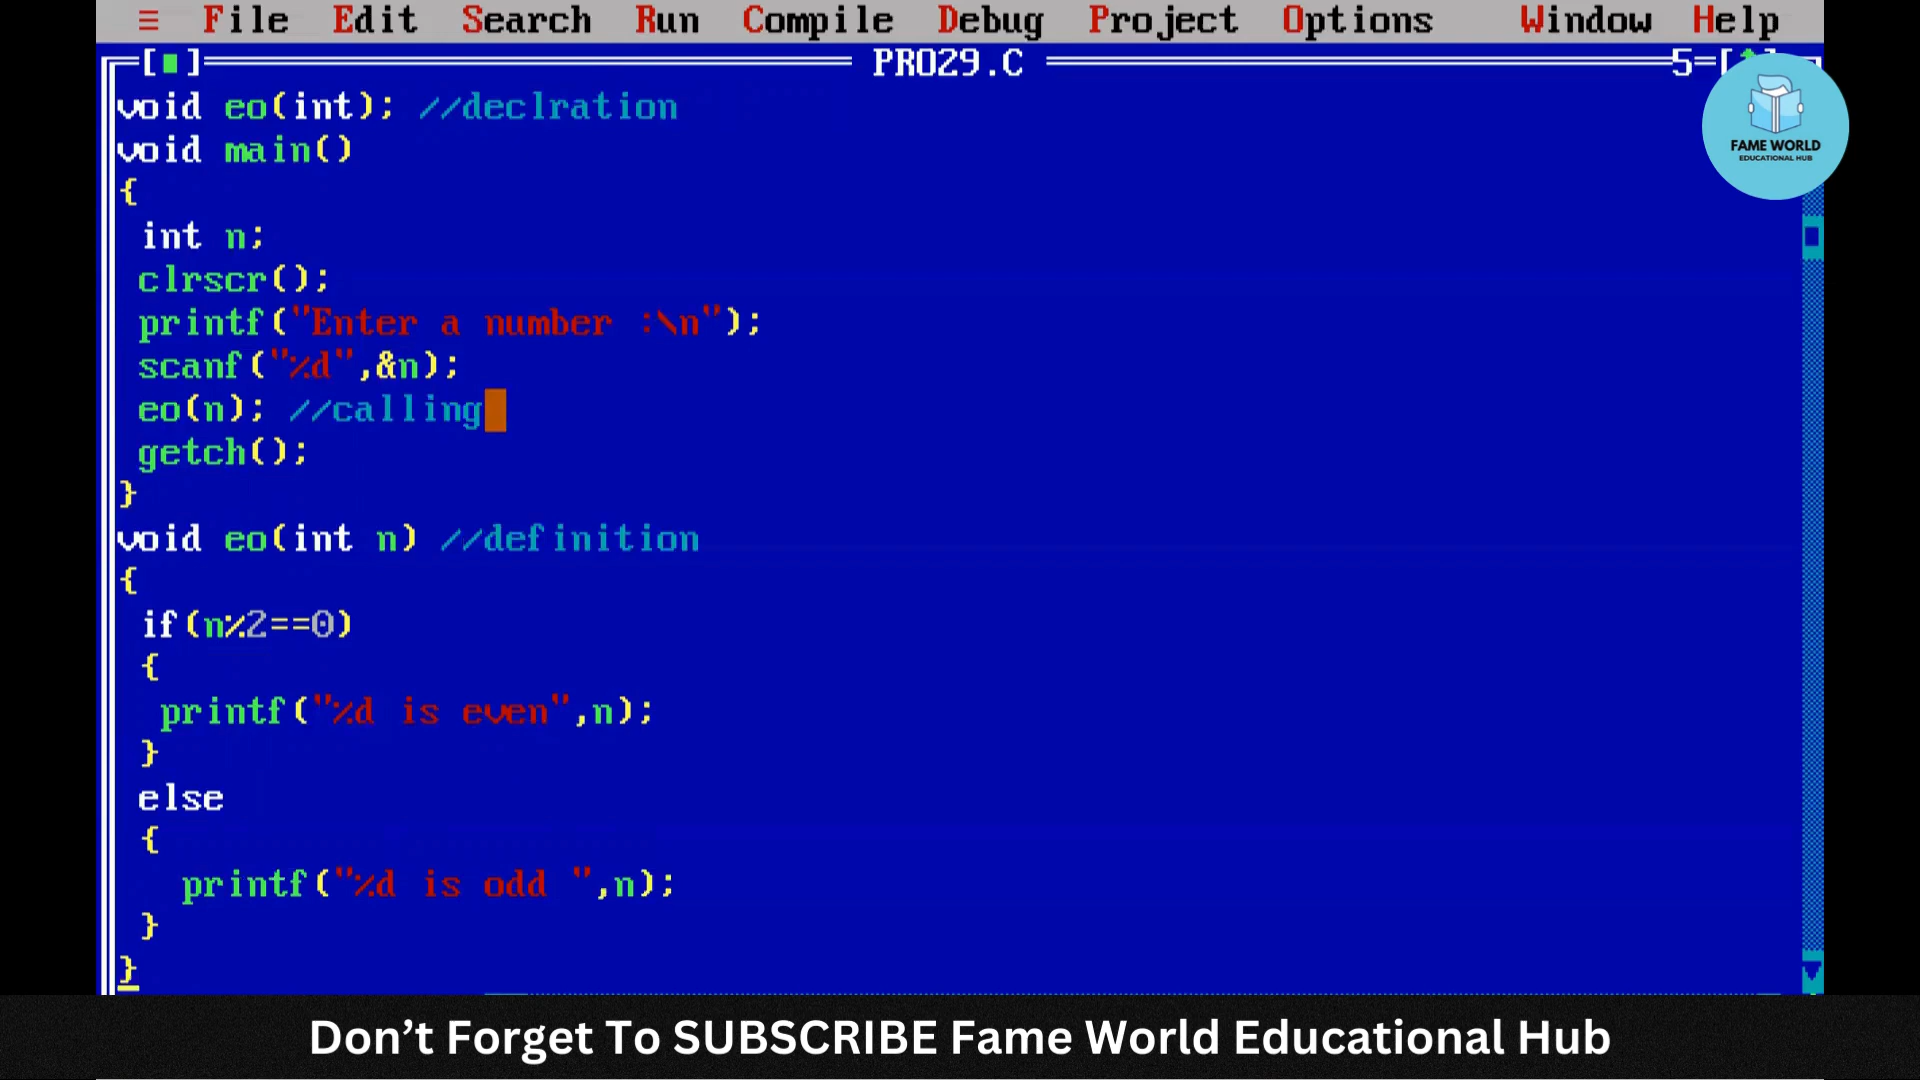 ≡ File Edit Search Run Compile Debug Project Options Window Help
[■] PRO29.C 5=[↑]
void eo(int); //declration
void main()
{
int n;
clrscr();
printf("Enter a number :\n");
scanf("%d",&n);
eo(n); //calling
getch();
}
void eo(int n) //definition
{
if(n%2==0)
{
printf("%d is even",n);
}
else
{
printf("%d is odd ",n);
}
}
FAME WORLD
EDUCATIONAL HUB
Don't Forget To SUBSCRIBE Fame World Educational Hub